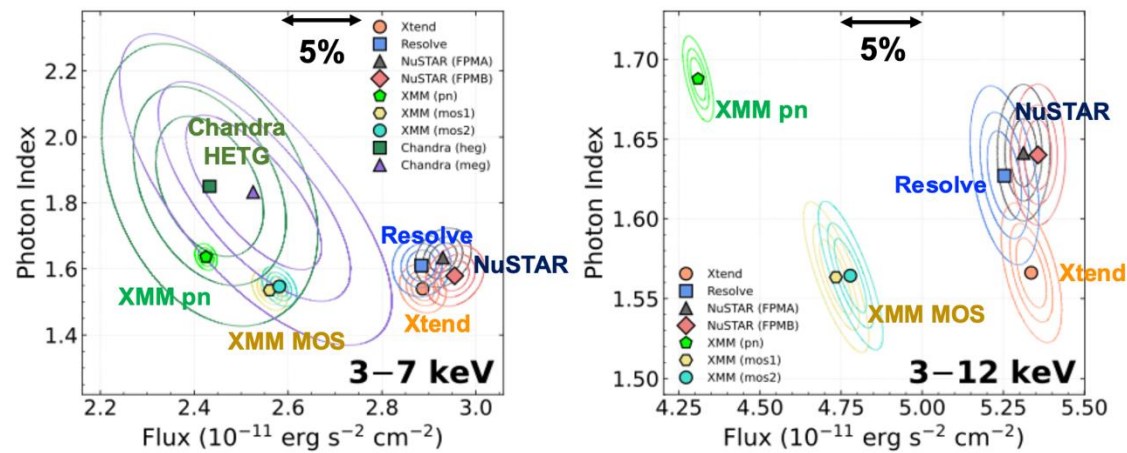 5%
Xtend
Resolve
NuSTAR (FPMA)
NuSTAR (FPMB)
XMM (pn)
XMM (mos1)
XMM (mos2)
Chandra (heg)
Chandra (meg)
Chandra
HETG
Resolve
NuSTAR
XMM pn
XMM MOS
Xtend
3−7 keV
2.2
2.0
1.8
1.6
1.4
Photon Index
2.2 2.4 2.6 2.8 3.0
Flux (10⁻¹¹ erg s⁻² cm⁻²)
5%
XMM pn
NuSTAR
Resolve
Xtend
XMM MOS
Xtend
Resolve
NuSTAR (FPMA)
NuSTAR (FPMB)
XMM (pn)
XMM (mos1)
XMM (mos2)
3−12 keV
1.70
1.65
1.60
1.55
1.50
Photon Index
4.25 4.50 4.75 5.00 5.25 5.50
Flux (10⁻¹¹ erg s⁻² cm⁻²)